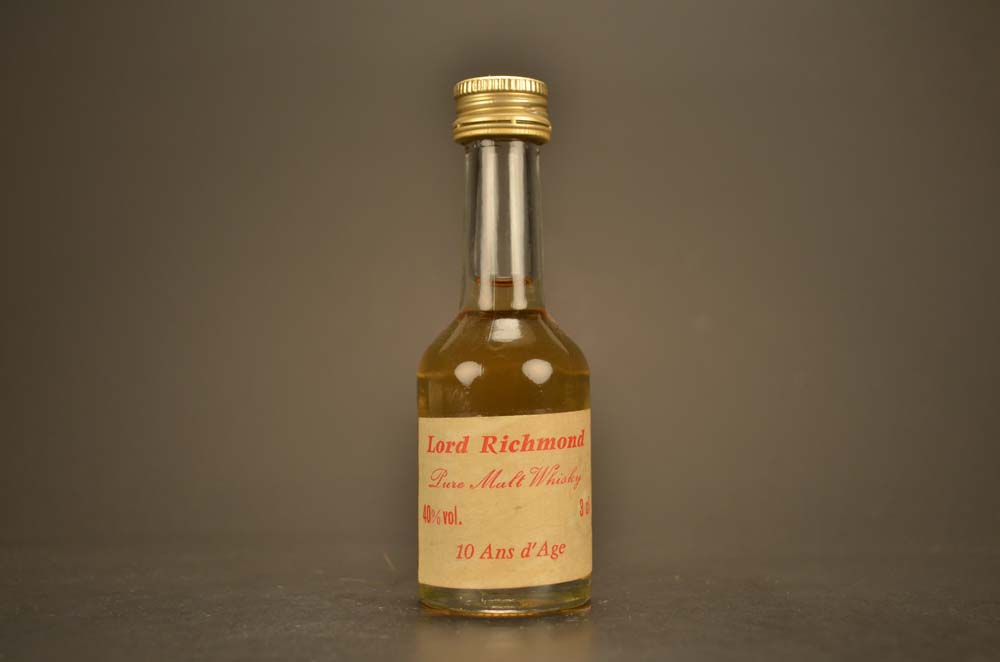 Lord Richmond
Pure Malt Whisky
40% vol. 3 cl
10 Ans d'Age